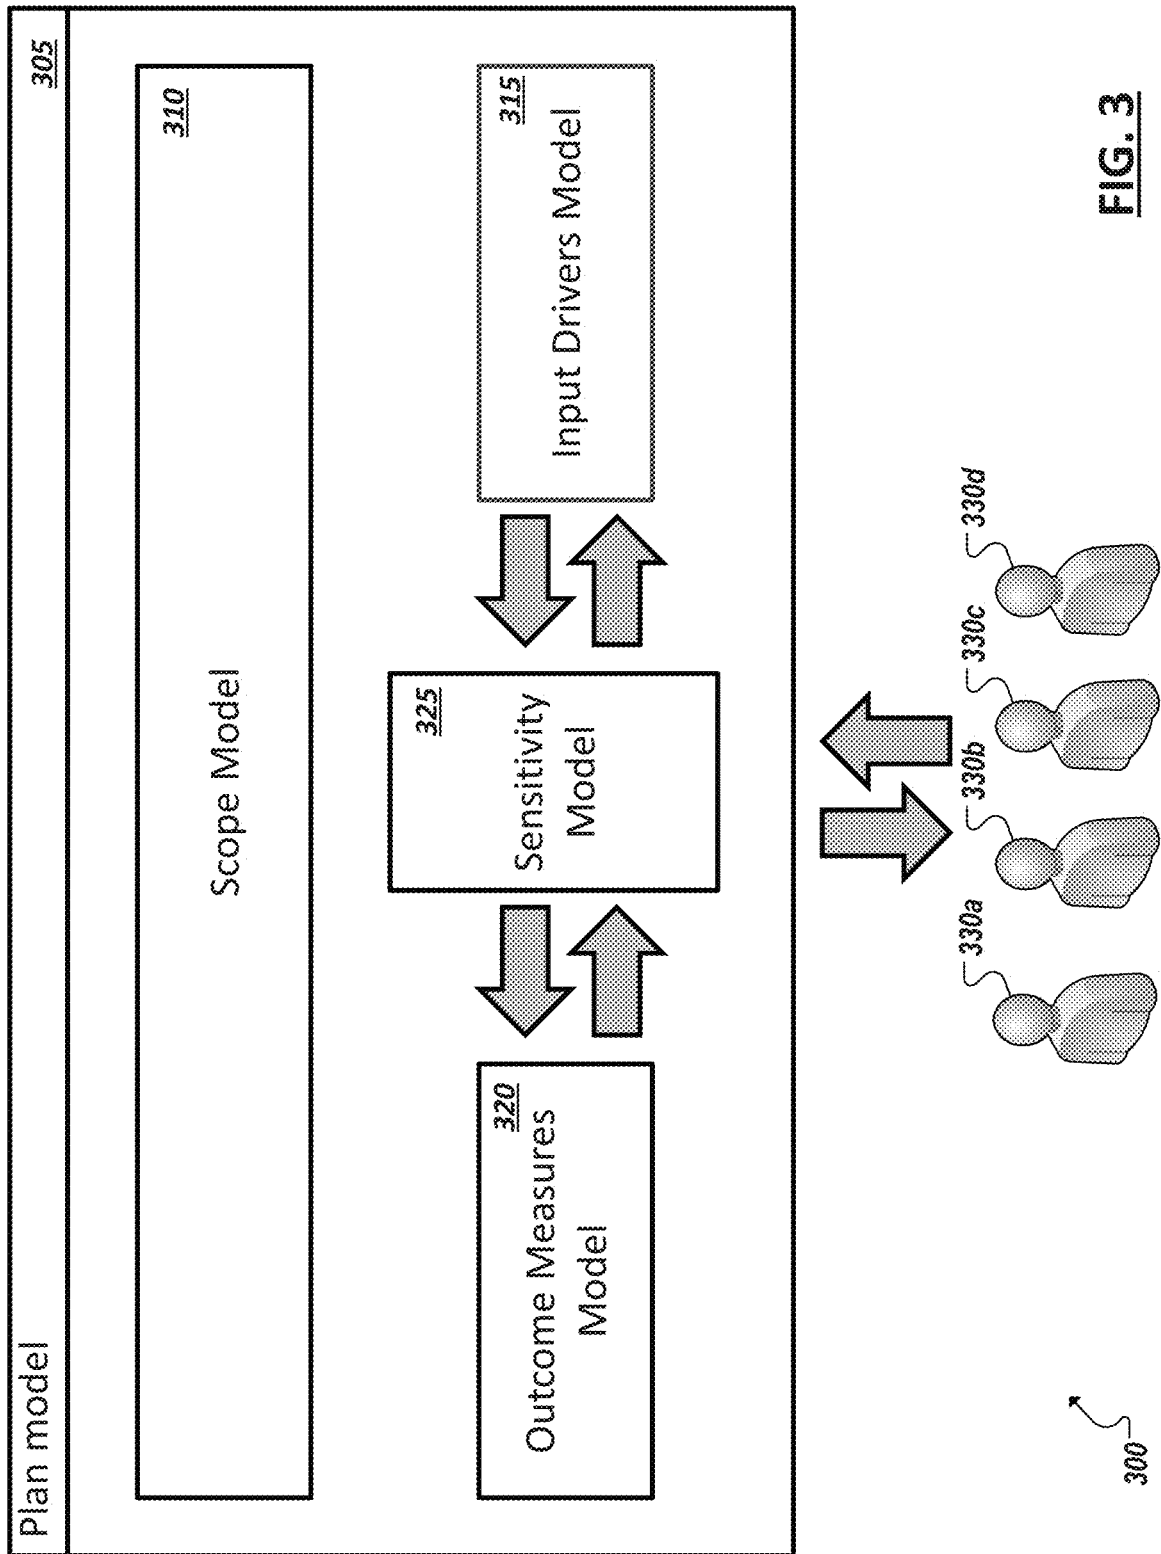 Plan model
305
310
Scope Model
320
Outcome Measures
Model
325
Sensitivity
Model
315
Input Drivers Model
330a
330b
330c
330d
300
FIG. 3